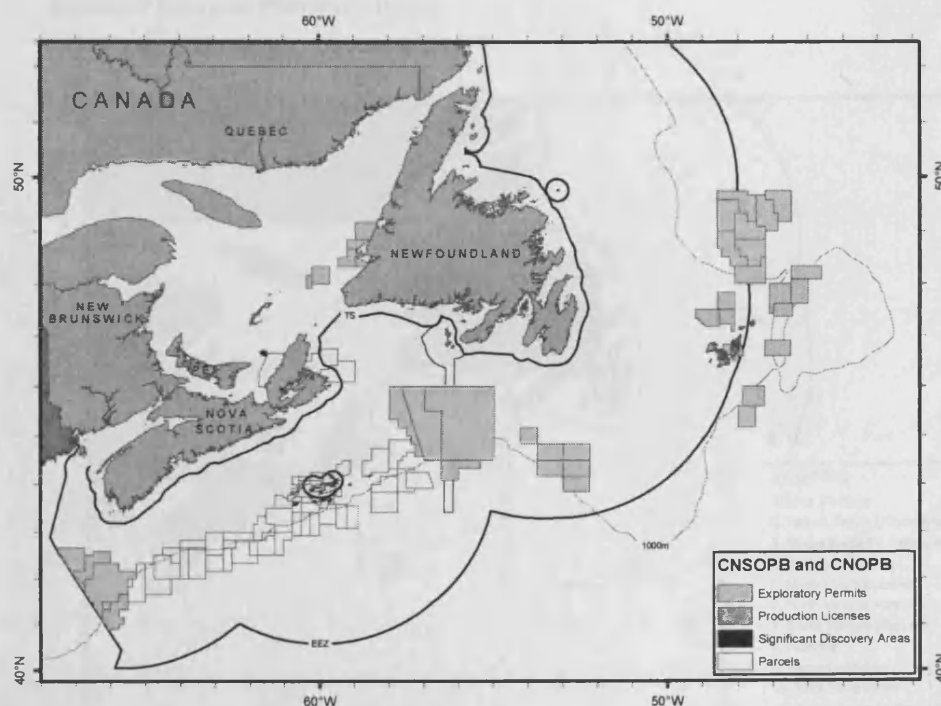 60°W 50°W
50°N 50°N
CANADA
QUEBEC
NEWFOUNDLAND
NEW
BRUNSWICK
TS
PEI
NOVA
SCOTIA
1000m
EEZ
CNSOPB and CNOPB
Exploratory Permits
Production Licenses
Significant Discovery Areas
Parcels
40°N 40°N
60°W 50°W